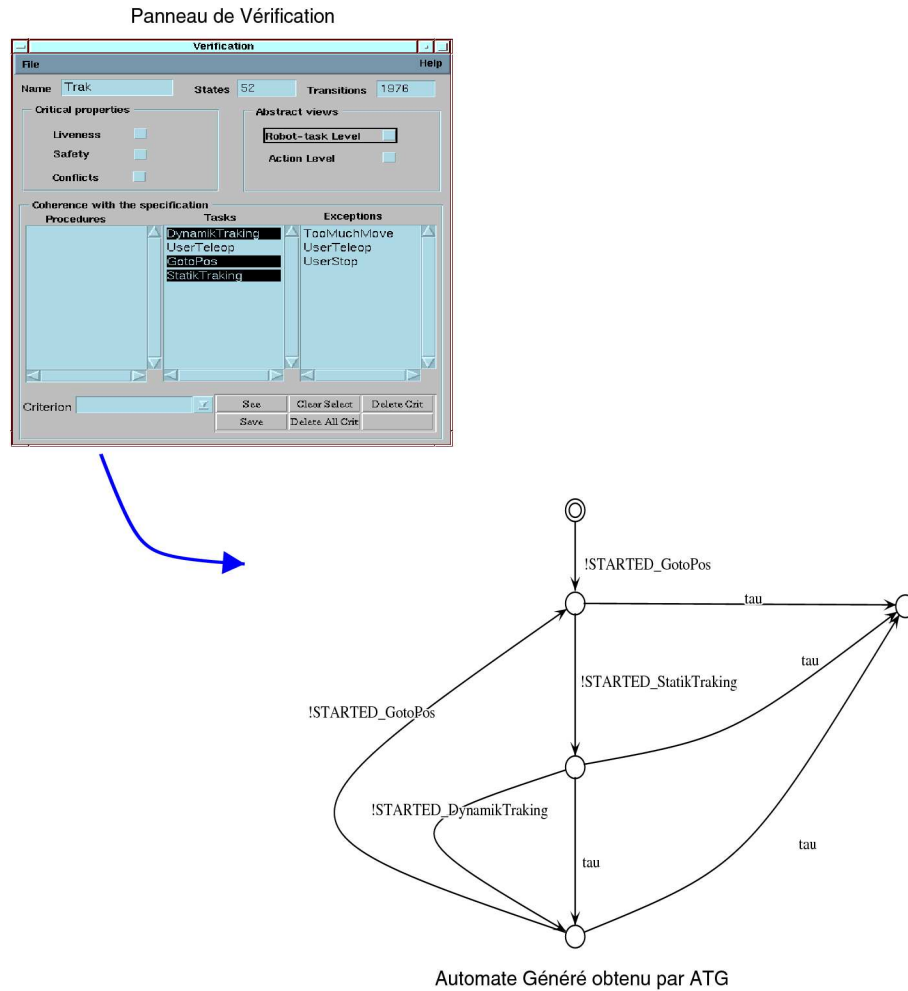 Panneau de Vérification
Verification
File Help
Name Trak States 52 Transitions 1976
Critical properties Abstract views
Liveness
Robot-task Level
Safety
Action Level
Conflicts
Coherence with the specification
Procedures Tasks Exceptions
DynamikTraking TooMuchMove
UserTeleop UserTeleop
GotoPos UserStop
StatikTraking
Criterion See Clear Select Delete Crit
Save Delete All Crit
!STARTED_GotoPos
tau
tau
!STARTED_StatikTraking
!STARTED_GotoPos
!STARTED_DynamikTraking
tau
tau
Automate Généré obtenu par ATG